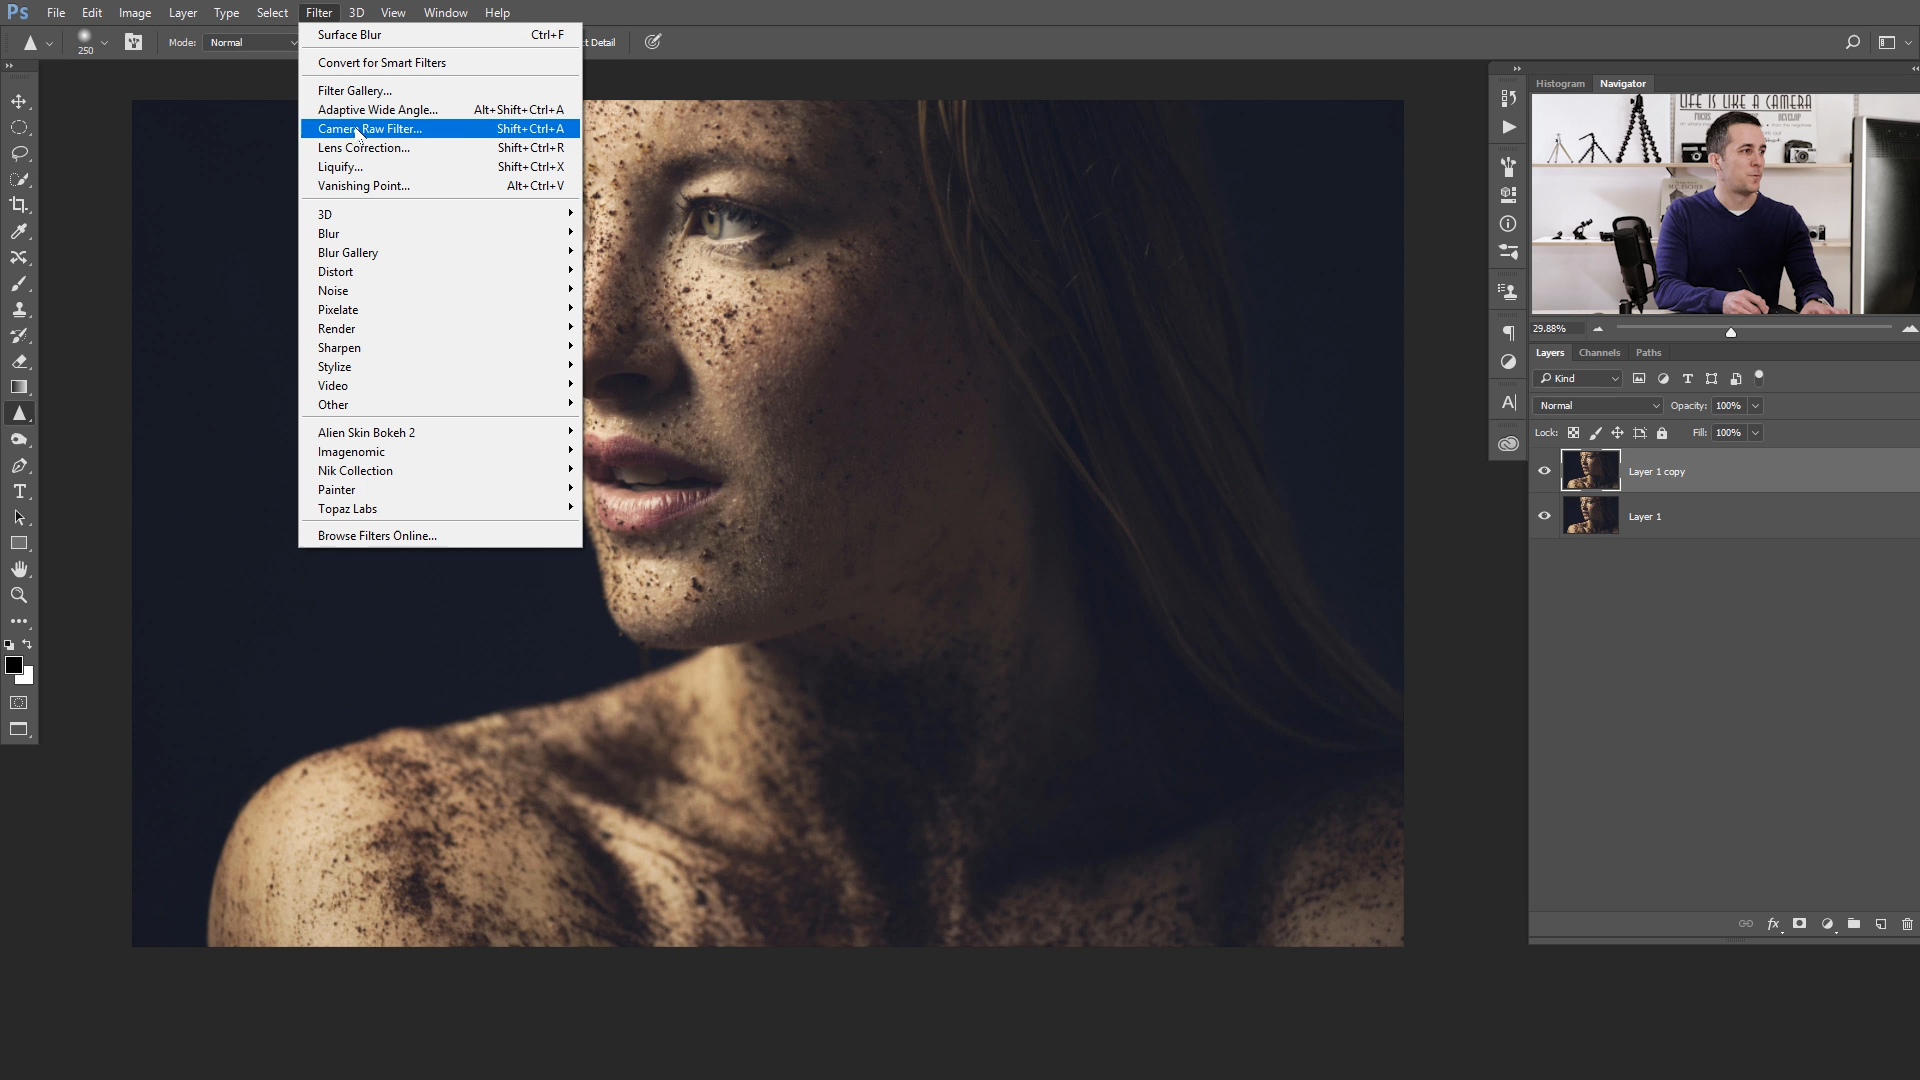 Ps File Edit Image Layer Type Select Filter 3D View Window Help
250 Mode: Normal t Detail
Surface Blur Ctrl+F
Convert for Smart Filters
Filter Gallery...
Adaptive Wide Angle... Alt+Shift+Ctrl+A
Camera Raw Filter... Shift+Ctrl+A
Lens Correction... Shift+Ctrl+R
Liquify... Shift+Ctrl+X
Vanishing Point... Alt+Ctrl+V
3D
Blur
Blur Gallery
Distort
Noise
Pixelate
Render
Sharpen
Stylize
Video
Other
Alien Skin Bokeh 2
Imagenomic
Nik Collection
Painter
Topaz Labs
Browse Filters Online...
Histogram Navigator
LIFE IS LIKE A CAMERA
M.C. ESCHER
29.88%
Layers Channels Paths
Kind
Normal Opacity: 100%
Lock: Fill: 100%
Layer 1 copy
Layer 1
fx